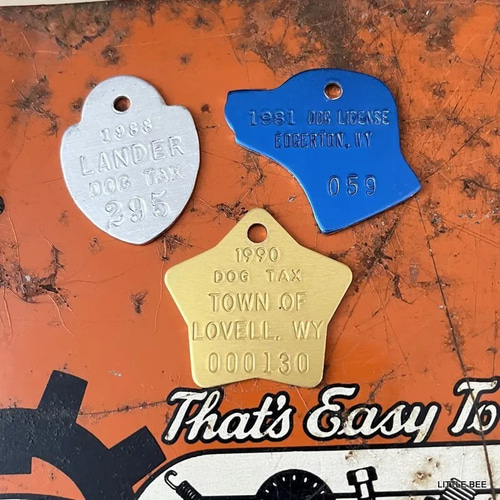 1988
LANDER
DOG TAX
295
1981 DOG LICENSE
EDGERTON, WY
059
1990
DOG TAX
TOWN OF
LOVELL, WY
000130
That's Easy To
LITTLE BEE